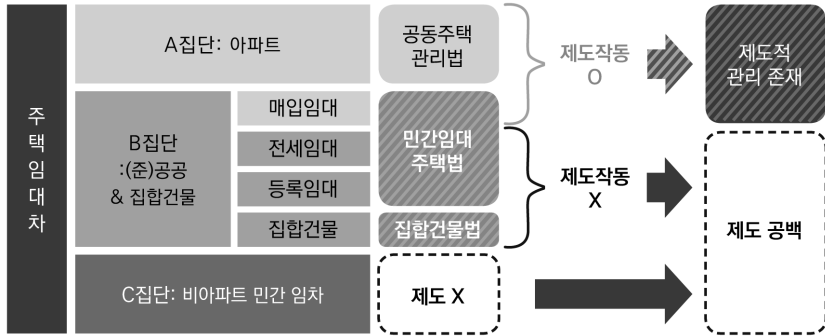 주택임대차
A집단: 아파트
공동주택
관리법
제도작동
O
제도적
관리 존재
B집단
:(준)공공
& 집합건물
매입임대
전세임대
등록임대
집합건물
민간임대
주택법
집합건물법
제도작동
X
제도 공백
C집단: 비아파트 민간 임차
제도 X